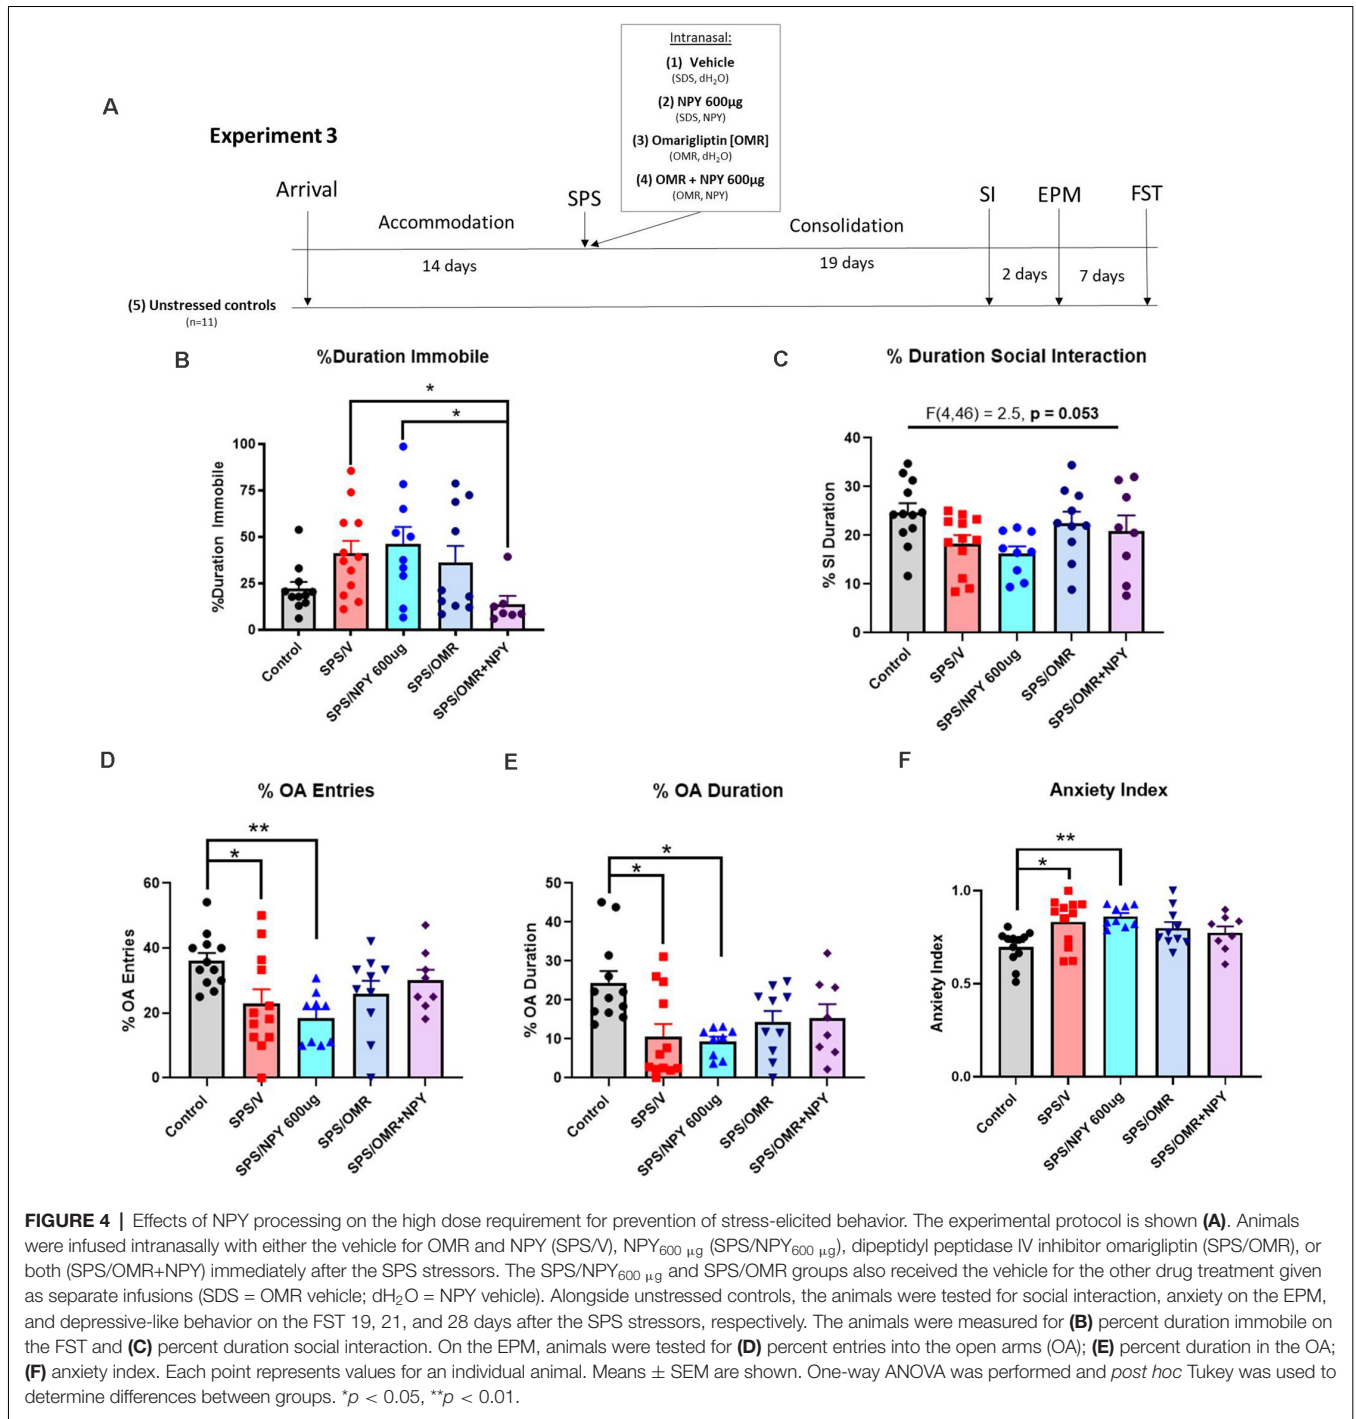 Intranasal:
(1) Vehicle
(SDS, dH₂O)
(2) NPY 600µg
(SDS, NPY)
(3) Omarigliptin [OMR]
(OMR, dH₂O)
(4) OMR + NPY 600µg
(OMR, NPY)
A
Experiment 3
Arrival
SPS
SI
EPM
FST
Accommodation
Consolidation
14 days
19 days
2 days
7 days
(5) Unstressed controls
(n=11)
B
%Duration Immobile
*
*
%Duration Immobile
100
75
50
25
0
Control
SPS/V
SPS/NPY 600ug
SPS/OMR
SPS/OMR+NPY
C
% Duration Social Interaction
F(4,46) = 2.5, p = 0.053
% SI Duration
40
30
20
10
0
Control
SPS/V
SPS/NPY 600ug
SPS/OMR
SPS/OMR+NPY
D
% OA Entries
**
*
% OA Entries
60
40
20
0
Control
SPS/V
SPS/NPY 600ug
SPS/OMR
SPS/OMR+NPY
E
% OA Duration
*
*
% OA Duration
50
40
30
20
10
0
Control
SPS/V
SPS/NPY 600ug
SPS/OMR
SPS/OMR+NPY
F
Anxiety Index
**
*
Anxiety Index
1.0
0.5
0.0
Control
SPS/V
SPS/NPY 600ug
SPS/OMR
SPS/OMR+NPY
FIGURE 4 | Effects of NPY processing on the high dose requirement for prevention of stress-elicited behavior. The experimental protocol is shown (A). Animals
were infused intranasally with either the vehicle for OMR and NPY (SPS/V), NPY600 µg (SPS/NPY600 µg), dipeptidyl peptidase IV inhibitor omarigliptin (SPS/OMR), or
both (SPS/OMR+NPY) immediately after the SPS stressors. The SPS/NPY600 µg and SPS/OMR groups also received the vehicle for the other drug treatment given
as separate infusions (SDS = OMR vehicle; dH₂O = NPY vehicle). Alongside unstressed controls, the animals were tested for social interaction, anxiety on the EPM,
and depressive-like behavior on the FST 19, 21, and 28 days after the SPS stressors, respectively. The animals were measured for (B) percent duration immobile on
the FST and (C) percent duration social interaction. On the EPM, animals were tested for (D) percent entries into the open arms (OA); (E) percent duration in the OA;
(F) anxiety index. Each point represents values for an individual animal. Means ± SEM are shown. One-way ANOVA was performed and post hoc Tukey was used to
determine differences between groups. *p < 0.05, **p < 0.01.